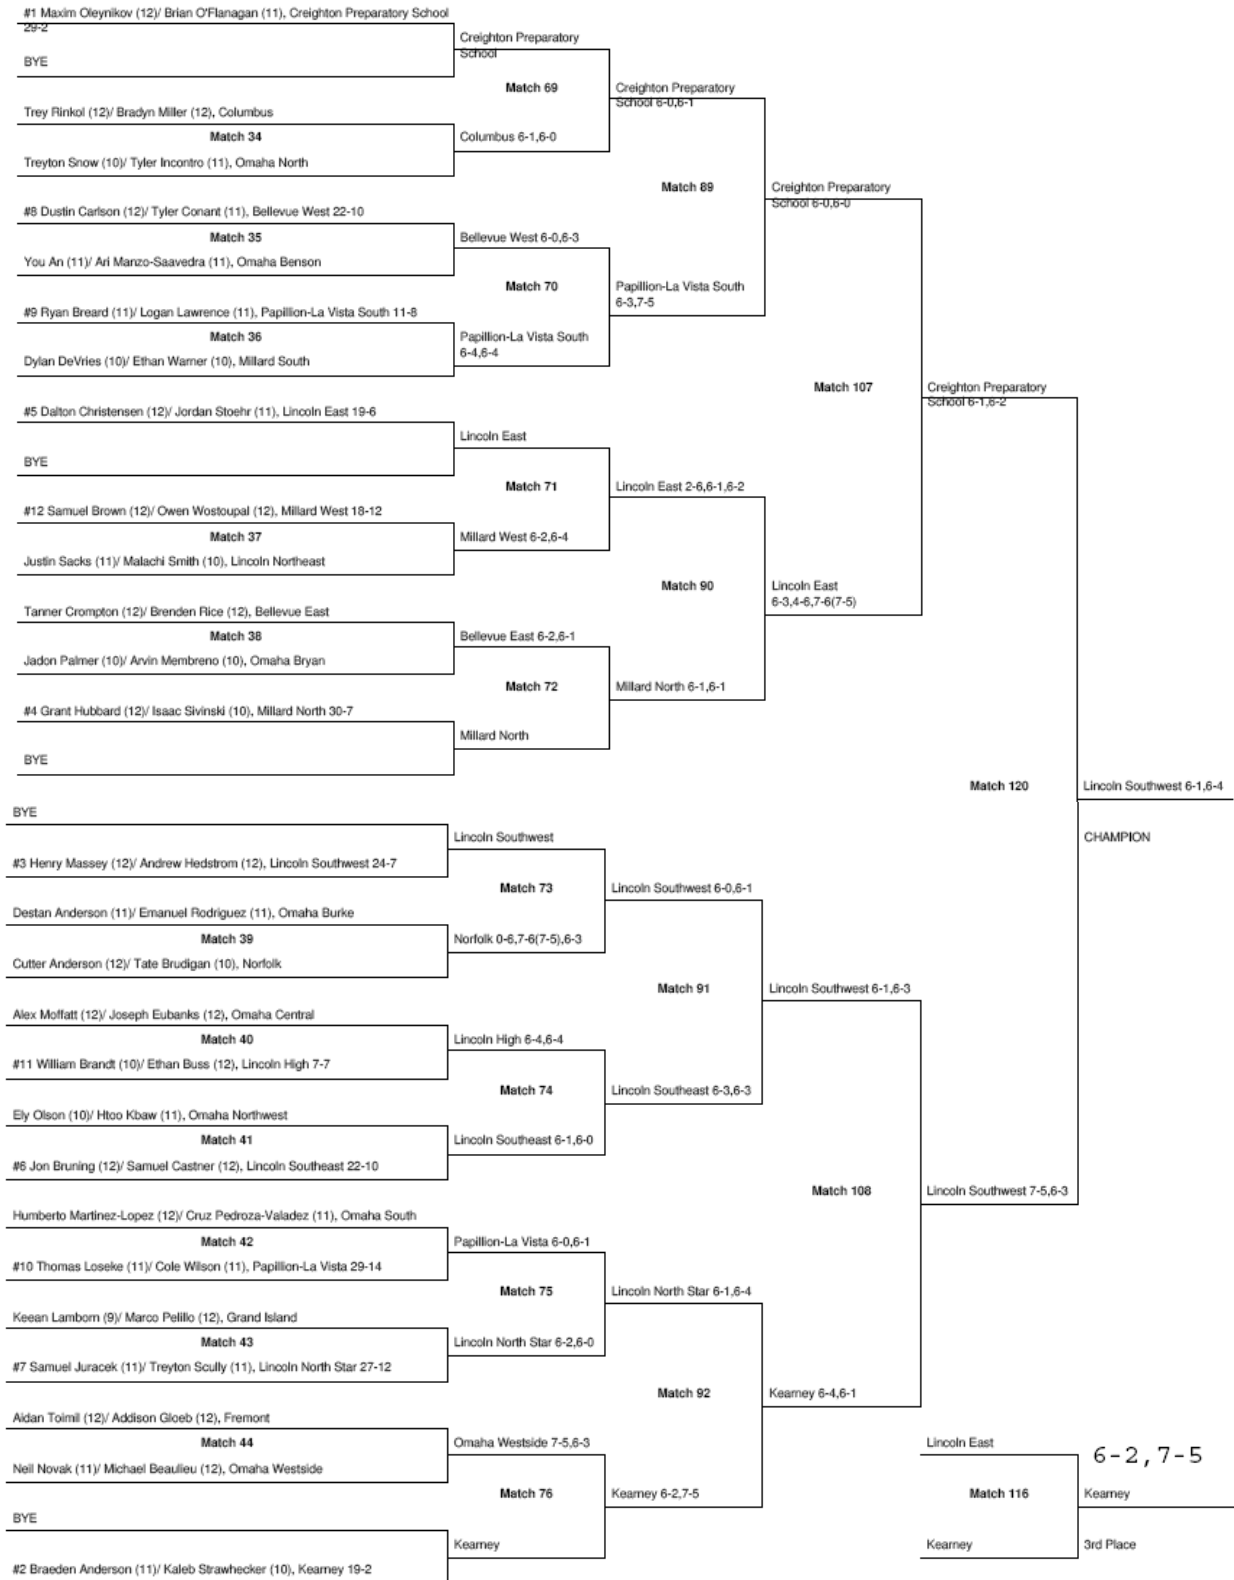 #1 Maxim Oleynikov (12)/ Brian O'Flanagan (11), Creighton Preparatory School
29-2
Creighton Preparatory
School
BYE
Match 69
Creighton Preparatory
School 6-0,6-1
Trey Rinkol (12)/ Bradyn Miller (12), Columbus
Match 34
Columbus 6-1,6-0
Treyton Snow (10)/ Tyler Incontro (11), Omaha North
Match 89
Creighton Preparatory
School 6-0,6-0
#8 Dustin Carlson (12)/ Tyler Conant (11), Bellevue West 22-10
Match 35
Bellevue West 6-0,6-3
You An (11)/ Ari Manzo-Saavedra (11), Omaha Benson
Match 70
Papillion-La Vista South
6-3,7-5
#9 Ryan Breard (11)/ Logan Lawrence (11), Papillion-La Vista South 11-8
Match 36
Papillion-La Vista South
6-4,6-4
Dylan DeVries (10)/ Ethan Warner (10), Millard South
Match 107
Creighton Preparatory
School 6-1,6-2
#5 Dalton Christensen (12)/ Jordan Stoehr (11), Lincoln East 19-6
Lincoln East
BYE
Match 71
Lincoln East 2-6,6-1,6-2
#12 Samuel Brown (12)/ Owen Wostoupal (12), Millard West 18-12
Match 37
Millard West 6-2,6-4
Justin Sacks (11)/ Malachi Smith (10), Lincoln Northeast
Match 90
Lincoln East
6-3,4-6,7-6(7-5)
Tanner Crompton (12)/ Brenden Rice (12), Bellevue East
Match 38
Bellevue East 6-2,6-1
Jadon Palmer (10)/ Arvin Membreno (10), Omaha Bryan
Match 72
Millard North 6-1,6-1
#4 Grant Hubbard (12)/ Isaac Sivinski (10), Millard North 30-7
Millard North
BYE
Match 120
Lincoln Southwest 6-1,6-4
BYE
Lincoln Southwest
CHAMPION
#3 Henry Massey (12)/ Andrew Hedstrom (12), Lincoln Southwest 24-7
Match 73
Lincoln Southwest 6-0,6-1
Destan Anderson (11)/ Emanuel Rodriguez (11), Omaha Burke
Match 39
Norfolk 0-6,7-6(7-5),6-3
Cutter Anderson (12)/ Tate Brudigan (10), Norfolk
Match 91
Lincoln Southwest 6-1,6-3
Alex Moffatt (12)/ Joseph Eubanks (12), Omaha Central
Match 40
Lincoln High 6-4,6-4
#11 William Brandt (10)/ Ethan Buss (12), Lincoln High 7-7
Match 74
Lincoln Southeast 6-3,6-3
Ely Olson (10)/ Htoo Kbaw (11), Omaha Northwest
Match 41
Lincoln Southeast 6-1,6-0
#6 Jon Bruning (12)/ Samuel Castner (12), Lincoln Southeast 22-10
Match 108
Lincoln Southwest 7-5,6-3
Humberto Martinez-Lopez (12)/ Cruz Pedroza-Valadez (11), Omaha South
Match 42
Papillion-La Vista 6-0,6-1
#10 Thomas Loseke (11)/ Cole Wilson (11), Papillion-La Vista 29-14
Match 75
Lincoln North Star 6-1,6-4
Keean Lamborn (9)/ Marco Pelillo (12), Grand Island
Match 43
Lincoln North Star 6-2,6-0
#7 Samuel Juracek (11)/ Treyton Scully (11), Lincoln North Star 27-12
Match 92
Kearney 6-4,6-1
Aidan Toimil (12)/ Addison Gloeb (12), Fremont
Match 44
Omaha Westside 7-5,6-3
Lincoln East
6-2,7-5
Neil Novak (11)/ Michael Beaulieu (12), Omaha Westside
Match 76
Kearney 6-2,7-5
Match 116
Kearney
BYE
Kearney
Kearney
3rd Place
#2 Braeden Anderson (11)/ Kaleb Strawhecker (10), Kearney 19-2